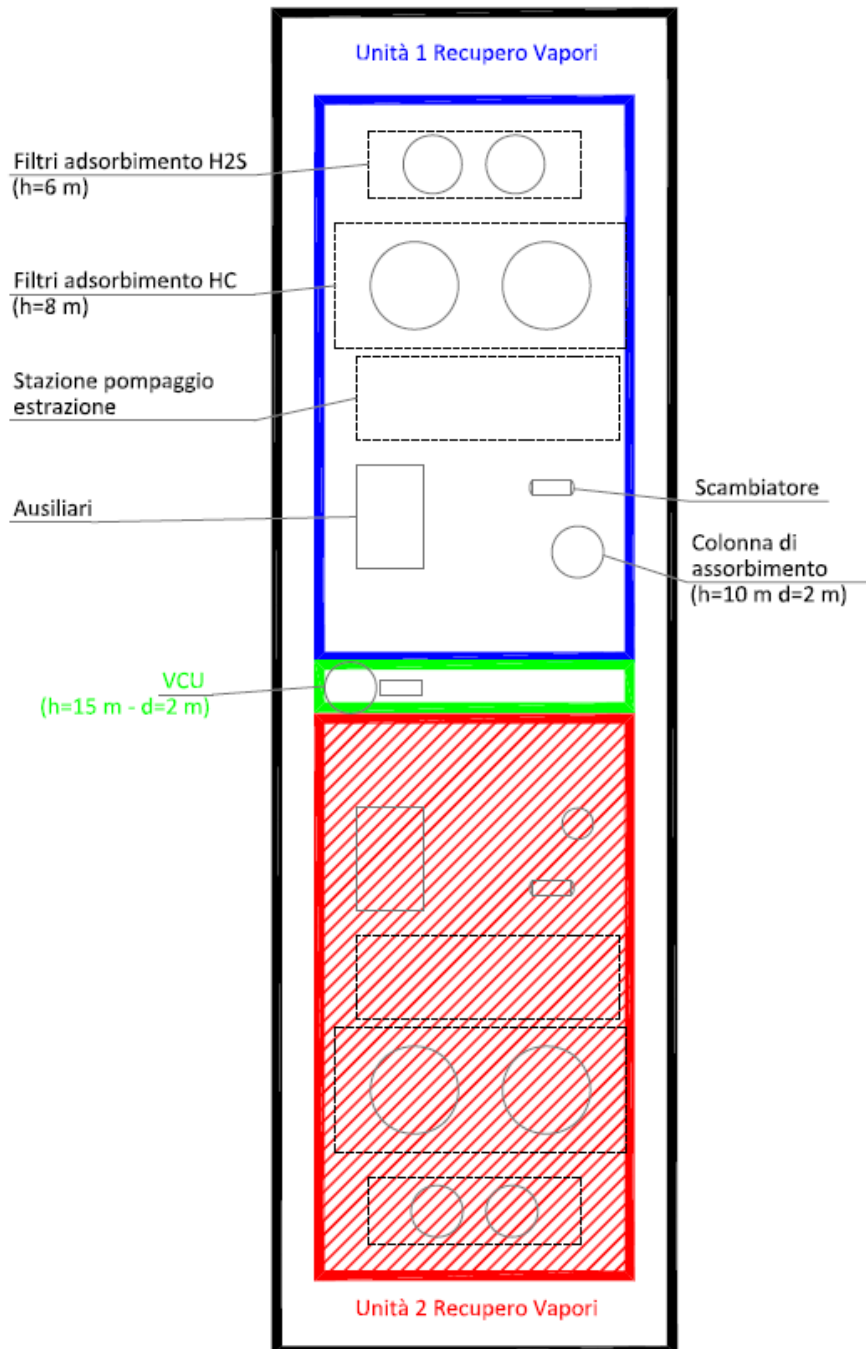 Unità 1 Recupero Vapori
Filtri adsorbimento H2S
(h=6 m)
Filtri adsorbimento HC
(h=8 m)
Stazione pompaggio
estrazione
Ausiliari
Scambiatore
Colonna di
assorbimento
(h=10 m d=2 m)
VCU
(h=15 m - d=2 m)
Unità 2 Recupero Vapori